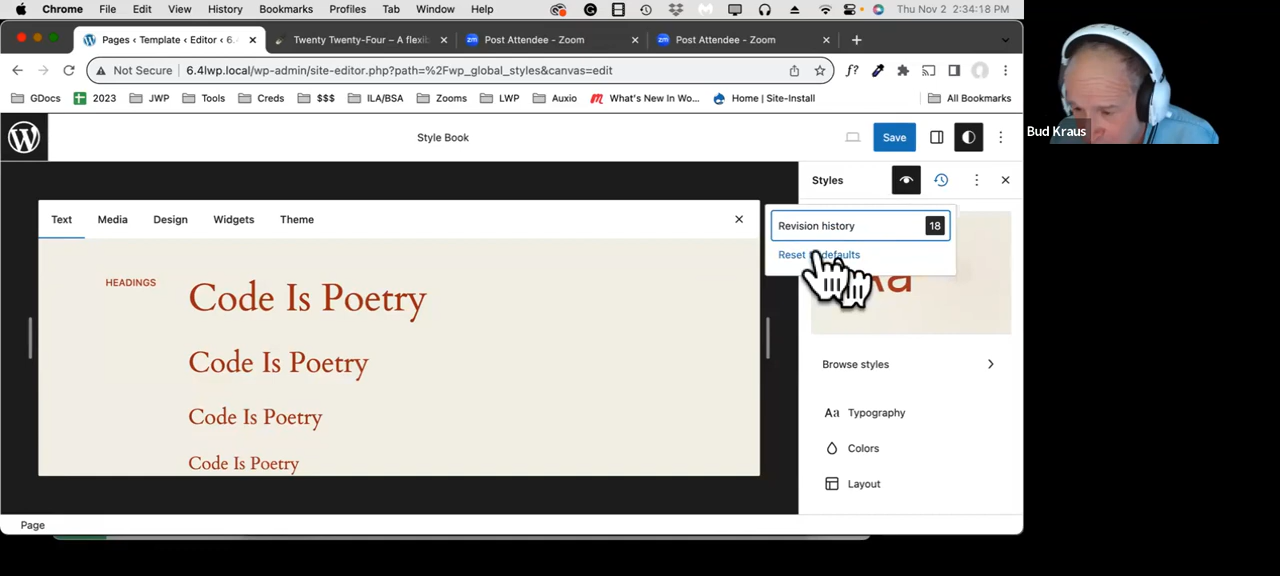 Chrome File Edit View History Bookmarks Profiles Tab Window Help Thu Nov 2 2:34:18 PM
Pages ‹ Template ‹ Editor ‹ 6. Twenty Twenty-Four – A flexib Post Attendee - Zoom Post Attendee - Zoom
Not Secure 6.4lwp.local/wp-admin/site-editor.php?path=%2Fwp_global_styles&canvas=edit f?
GDocs 2023 JWP Tools Creds $$$ ILA/BSA Zooms LWP Auxio What's New In Wo... Home | Site-Install All Bookmarks
Bud Kraus
Style Book Save
Styles
Text Media Design Widgets Theme
Revision history 18
Reset defaults
HEADINGS
Code Is Poetry
Code Is Poetry
Code Is Poetry
Code Is Poetry
Browse styles
Aa Typography
Colors
Layout
Page